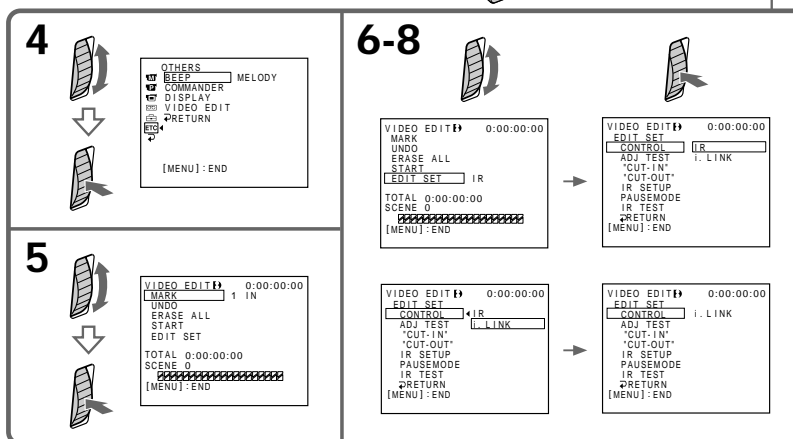 4
OTHERS
BEEP MELODY
COMMANDER
DISPLAY
VIDEO EDIT
RETURN
ETC
[MENU] : END
5
VIDEO EDIT 0:00:00:00
MARK 1 IN
UNDO
ERASE ALL
START
EDIT SET
TOTAL 0:00:00:00
SCENE 0
[MENU] : END
6-8
VIDEO EDIT 0:00:00:00
MARK
UNDO
ERASE ALL
START
EDIT SET IR
TOTAL 0:00:00:00
SCENE 0
[MENU] : END
VIDEO EDIT 0:00:00:00
EDIT SET
CONTROL IR
ADJ TEST i.LINK
"CUT-IN"
"CUT-OUT"
IR SETUP
PAUSEMODE
IR TEST
RETURN
[MENU] : END
VIDEO EDIT 0:00:00:00
EDIT SET
CONTROL IR
ADJ TEST i.LINK
"CUT-IN"
"CUT-OUT"
IR SETUP
PAUSEMODE
IR TEST
RETURN
[MENU] : END
VIDEO EDIT 0:00:00:00
EDIT SET
CONTROL i.LINK
ADJ TEST
"CUT-IN"
"CUT-OUT"
IR SETUP
PAUSEMODE
IR TEST
RETURN
[MENU] : END